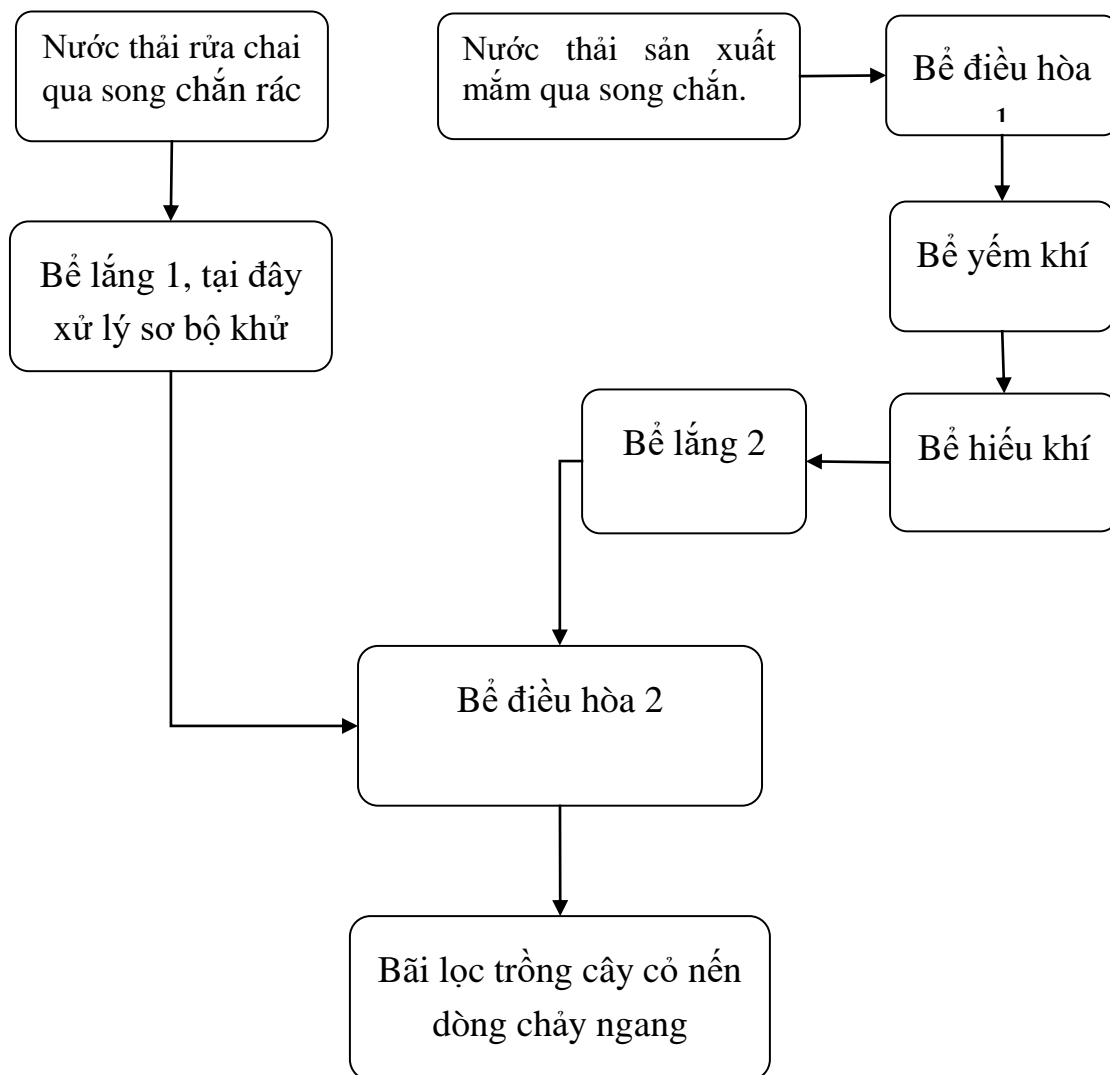 Nước thải rửa chai
qua song chắn rác
Nước thải sản xuất
mắm qua song chắn.
Bể điều hòa
1
Bể lắng 1, tại đây
xử lý sơ bộ khử
Bể yếm khí
Bể lắng 2
Bể hiếu khí
Bể điều hòa 2
Bãi lọc trồng cây cỏ nến
dòng chảy ngang